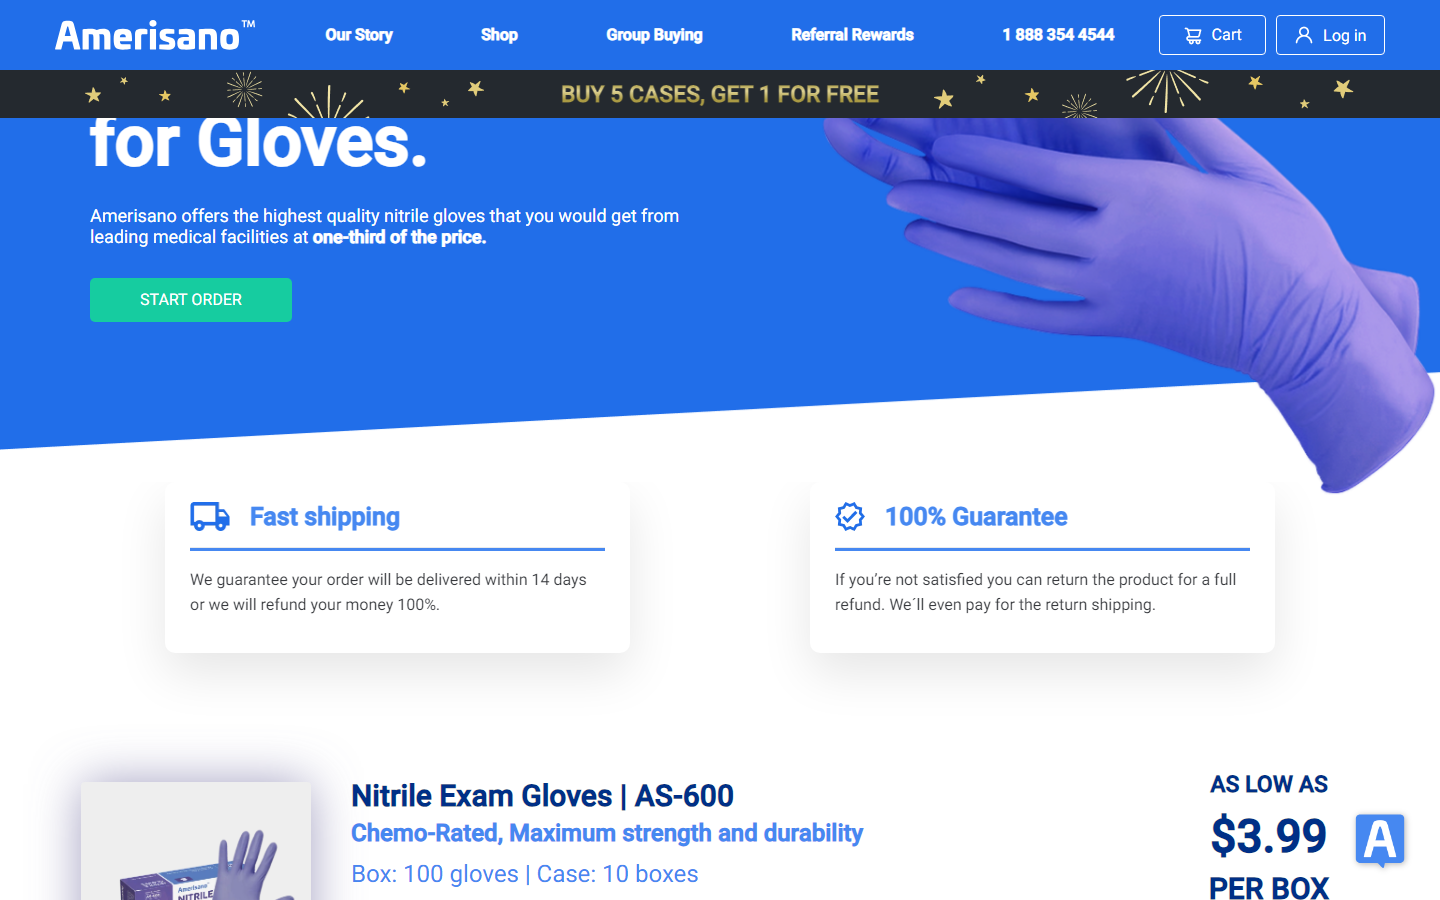 Amerisano™
Our Story
Shop
Group Buying
Referral Rewards
1 888 354 4544
Cart
Log in
BUY 5 CASES, GET 1 FOR FREE
for Gloves.
Amerisano offers the highest quality nitrile gloves that you would get from
leading medical facilities at one-third of the price.
START ORDER
Fast shipping
We guarantee your order will be delivered within 14 days
or we will refund your money 100%.
100% Guarantee
If you’re not satisfied you can return the product for a full
refund. We´ll even pay for the return shipping.
Nitrile Exam Gloves | AS-600
Chemo-Rated, Maximum strength and durability
Box: 100 gloves | Case: 10 boxes
AS LOW AS
$3.99
PER BOX
A
Amerisano
NITRILE